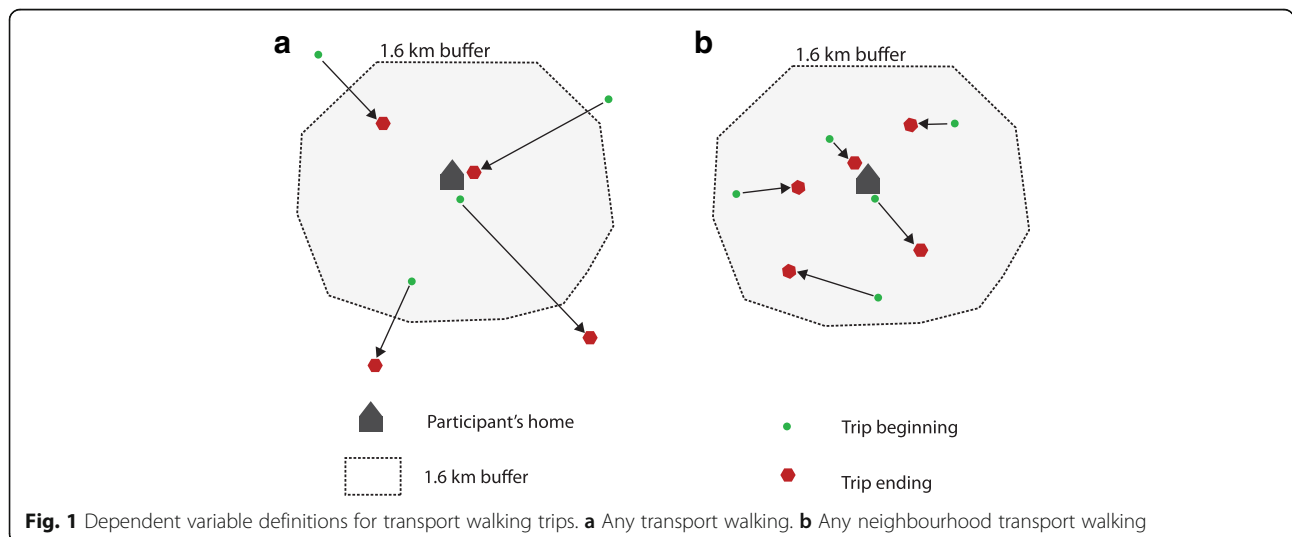 a
1.6 km buffer
b
1.6 km buffer
Participant's home
1.6 km buffer
Trip beginning
Trip ending
Fig. 1 Dependent variable definitions for transport walking trips. a Any transport walking. b Any neighbourhood transport walking